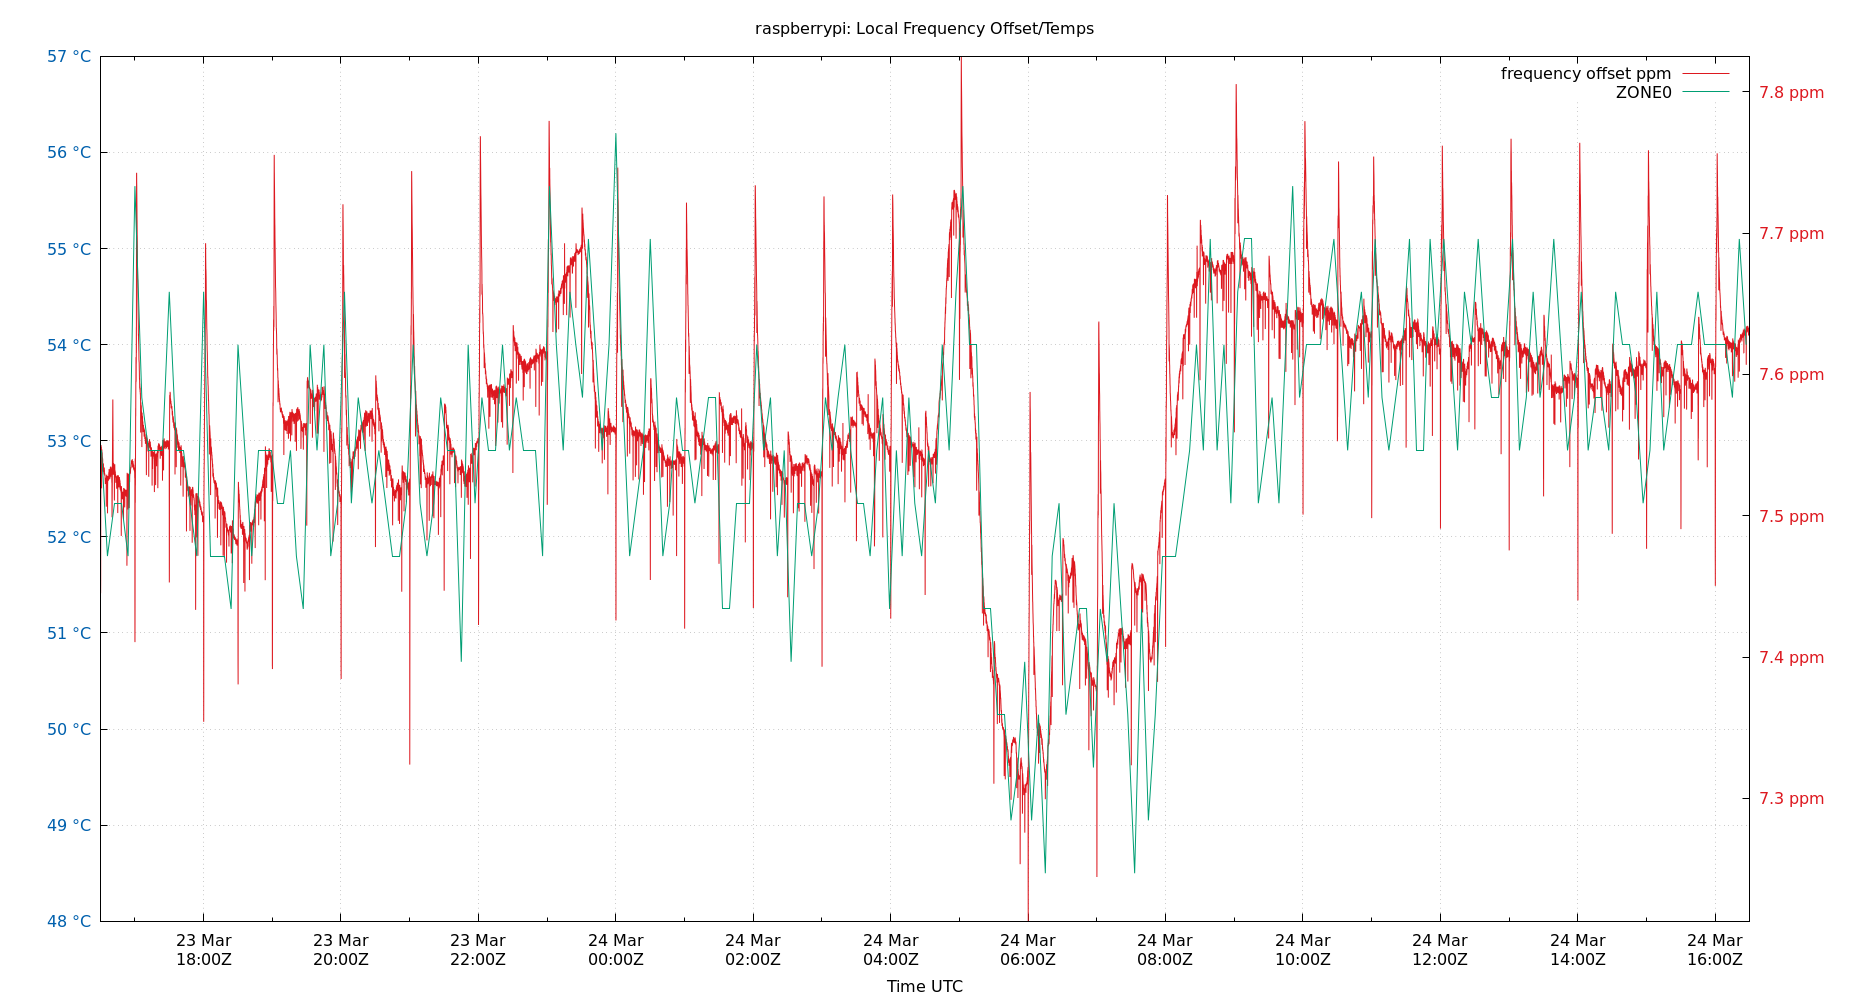 raspberrypi: Local Frequency Offset/Temps
57 °C
56 °C
55 °C
54 °C
53 °C
52 °C
51 °C
50 °C
49 °C
48 °C
frequency offset ppm
ZONE0
7.8 ppm
7.7 ppm
7.6 ppm
7.5 ppm
7.4 ppm
7.3 ppm
23 Mar
18:00Z
23 Mar
20:00Z
23 Mar
22:00Z
24 Mar
00:00Z
24 Mar
02:00Z
24 Mar
04:00Z
24 Mar
06:00Z
24 Mar
08:00Z
24 Mar
10:00Z
24 Mar
12:00Z
24 Mar
14:00Z
24 Mar
16:00Z
Time UTC